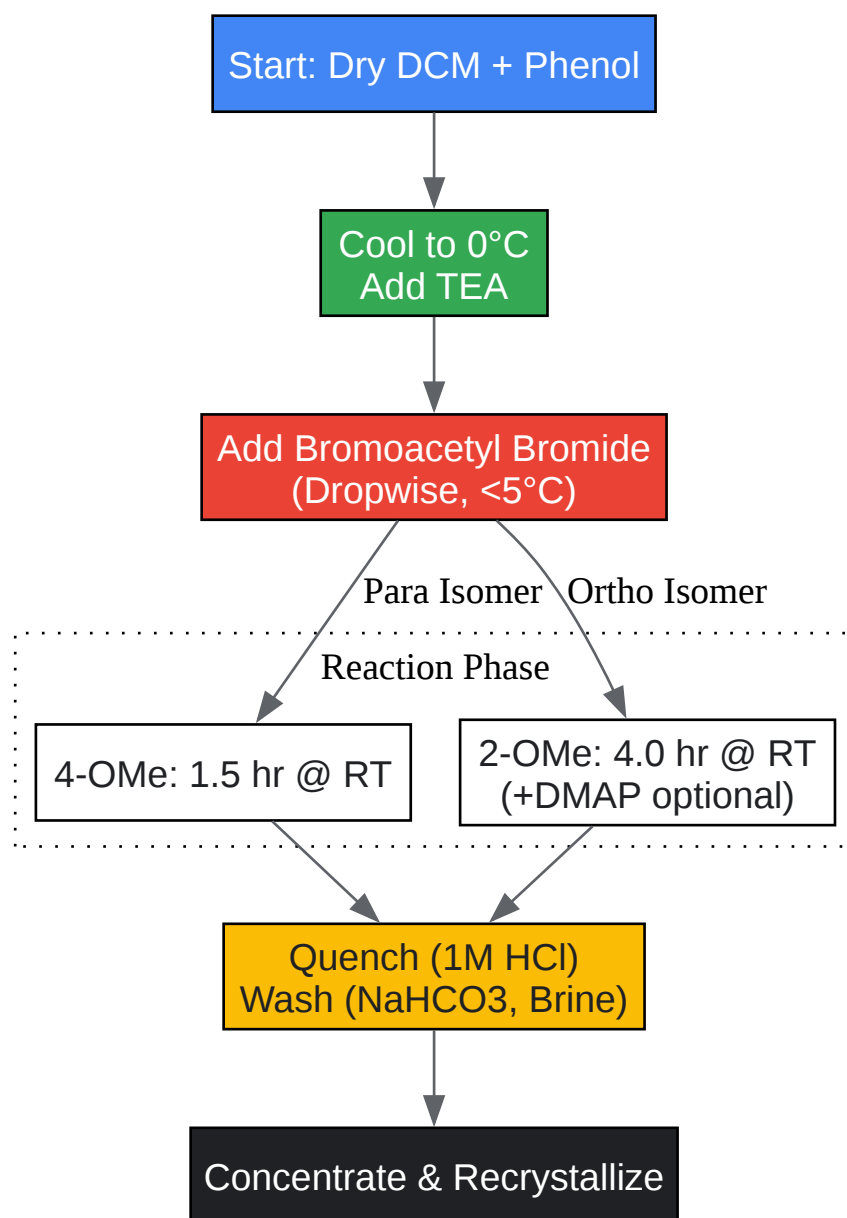 Start: Dry DCM + Phenol
Cool to 0°C
Add TEA
Add Bromoacetyl Bromide
(Dropwise, <5°C)
Para Isomer
Ortho Isomer
Reaction Phase
4-OMe: 1.5 hr @ RT
2-OMe: 4.0 hr @ RT
(+DMAP optional)
Quench (1M HCl)
Wash (NaHCO3, Brine)
Concentrate & Recrystallize